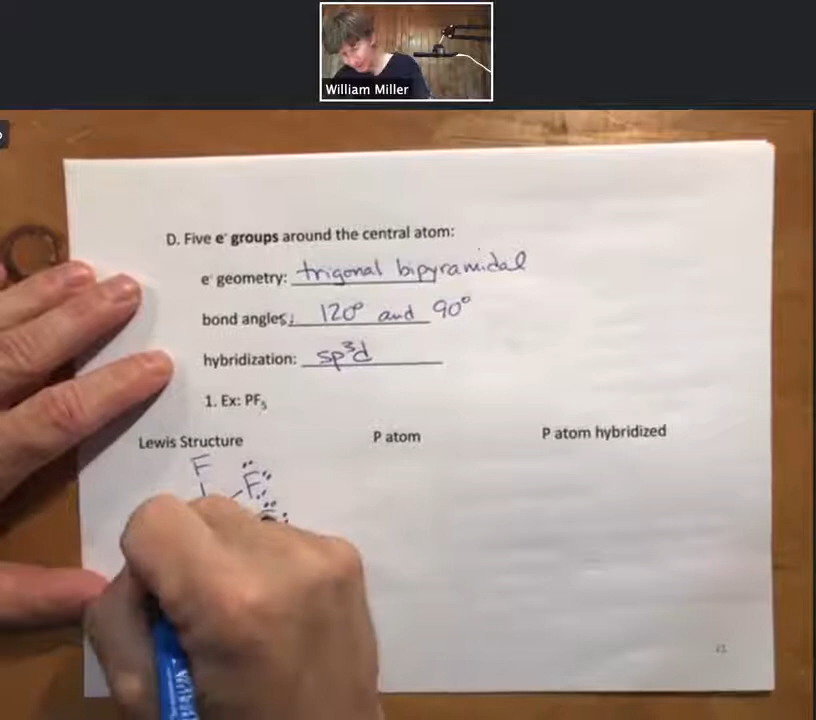 William Miller
D. Five e⁻ groups around the central atom:
e⁻ geometry: trigonal bipyramidal
bond angles: 120° and 90°
hybridization: sp³d
1. Ex: PF₅
Lewis Structure
P atom
P atom hybridized
F
F
21